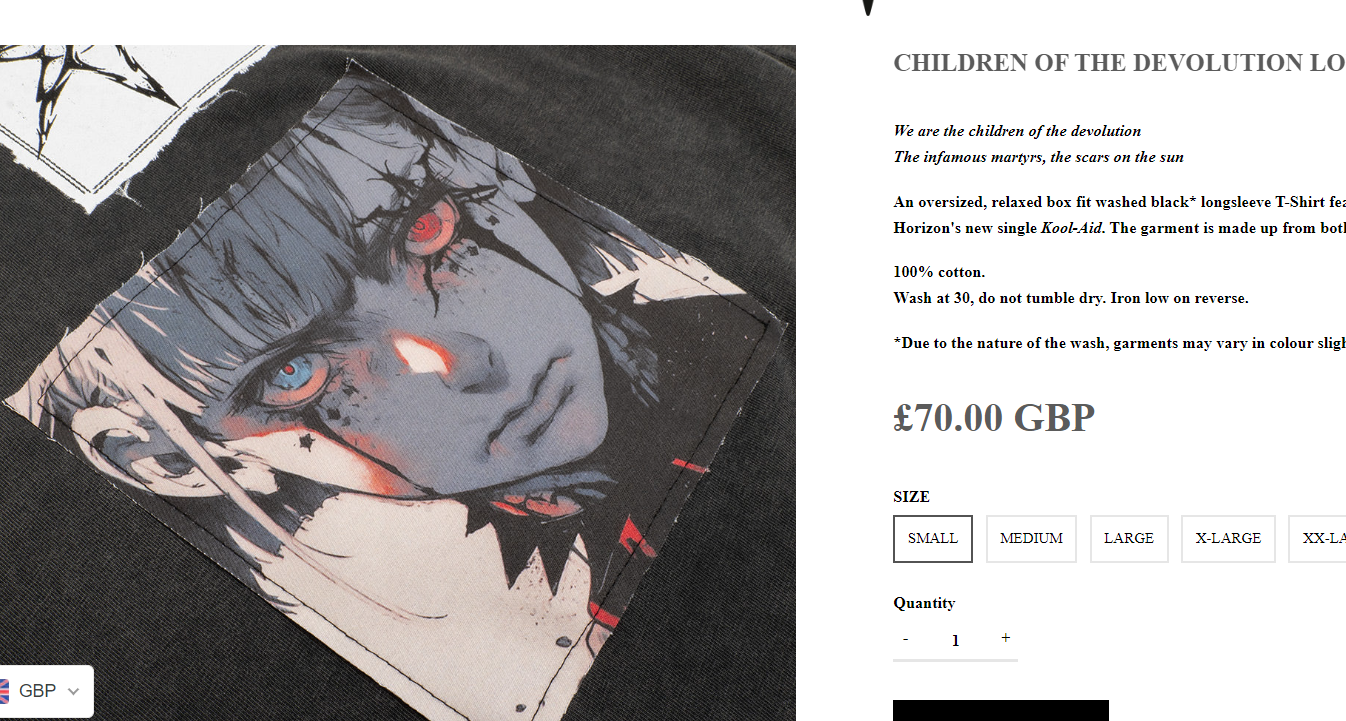 CHILDREN OF THE DEVOLUTION LO
We are the children of the devolution
The infamous martyrs, the scars on the sun
An oversized, relaxed box fit washed black* longsleeve T-Shirt fea
Horizon's new single Kool-Aid. The garment is made up from both
100% cotton.
Wash at 30, do not tumble dry. Iron low on reverse.
*Due to the nature of the wash, garments may vary in colour sligh
£70.00 GBP
SIZE
SMALL MEDIUM LARGE X-LARGE XX-LA
Quantity
- 1 +
GBP